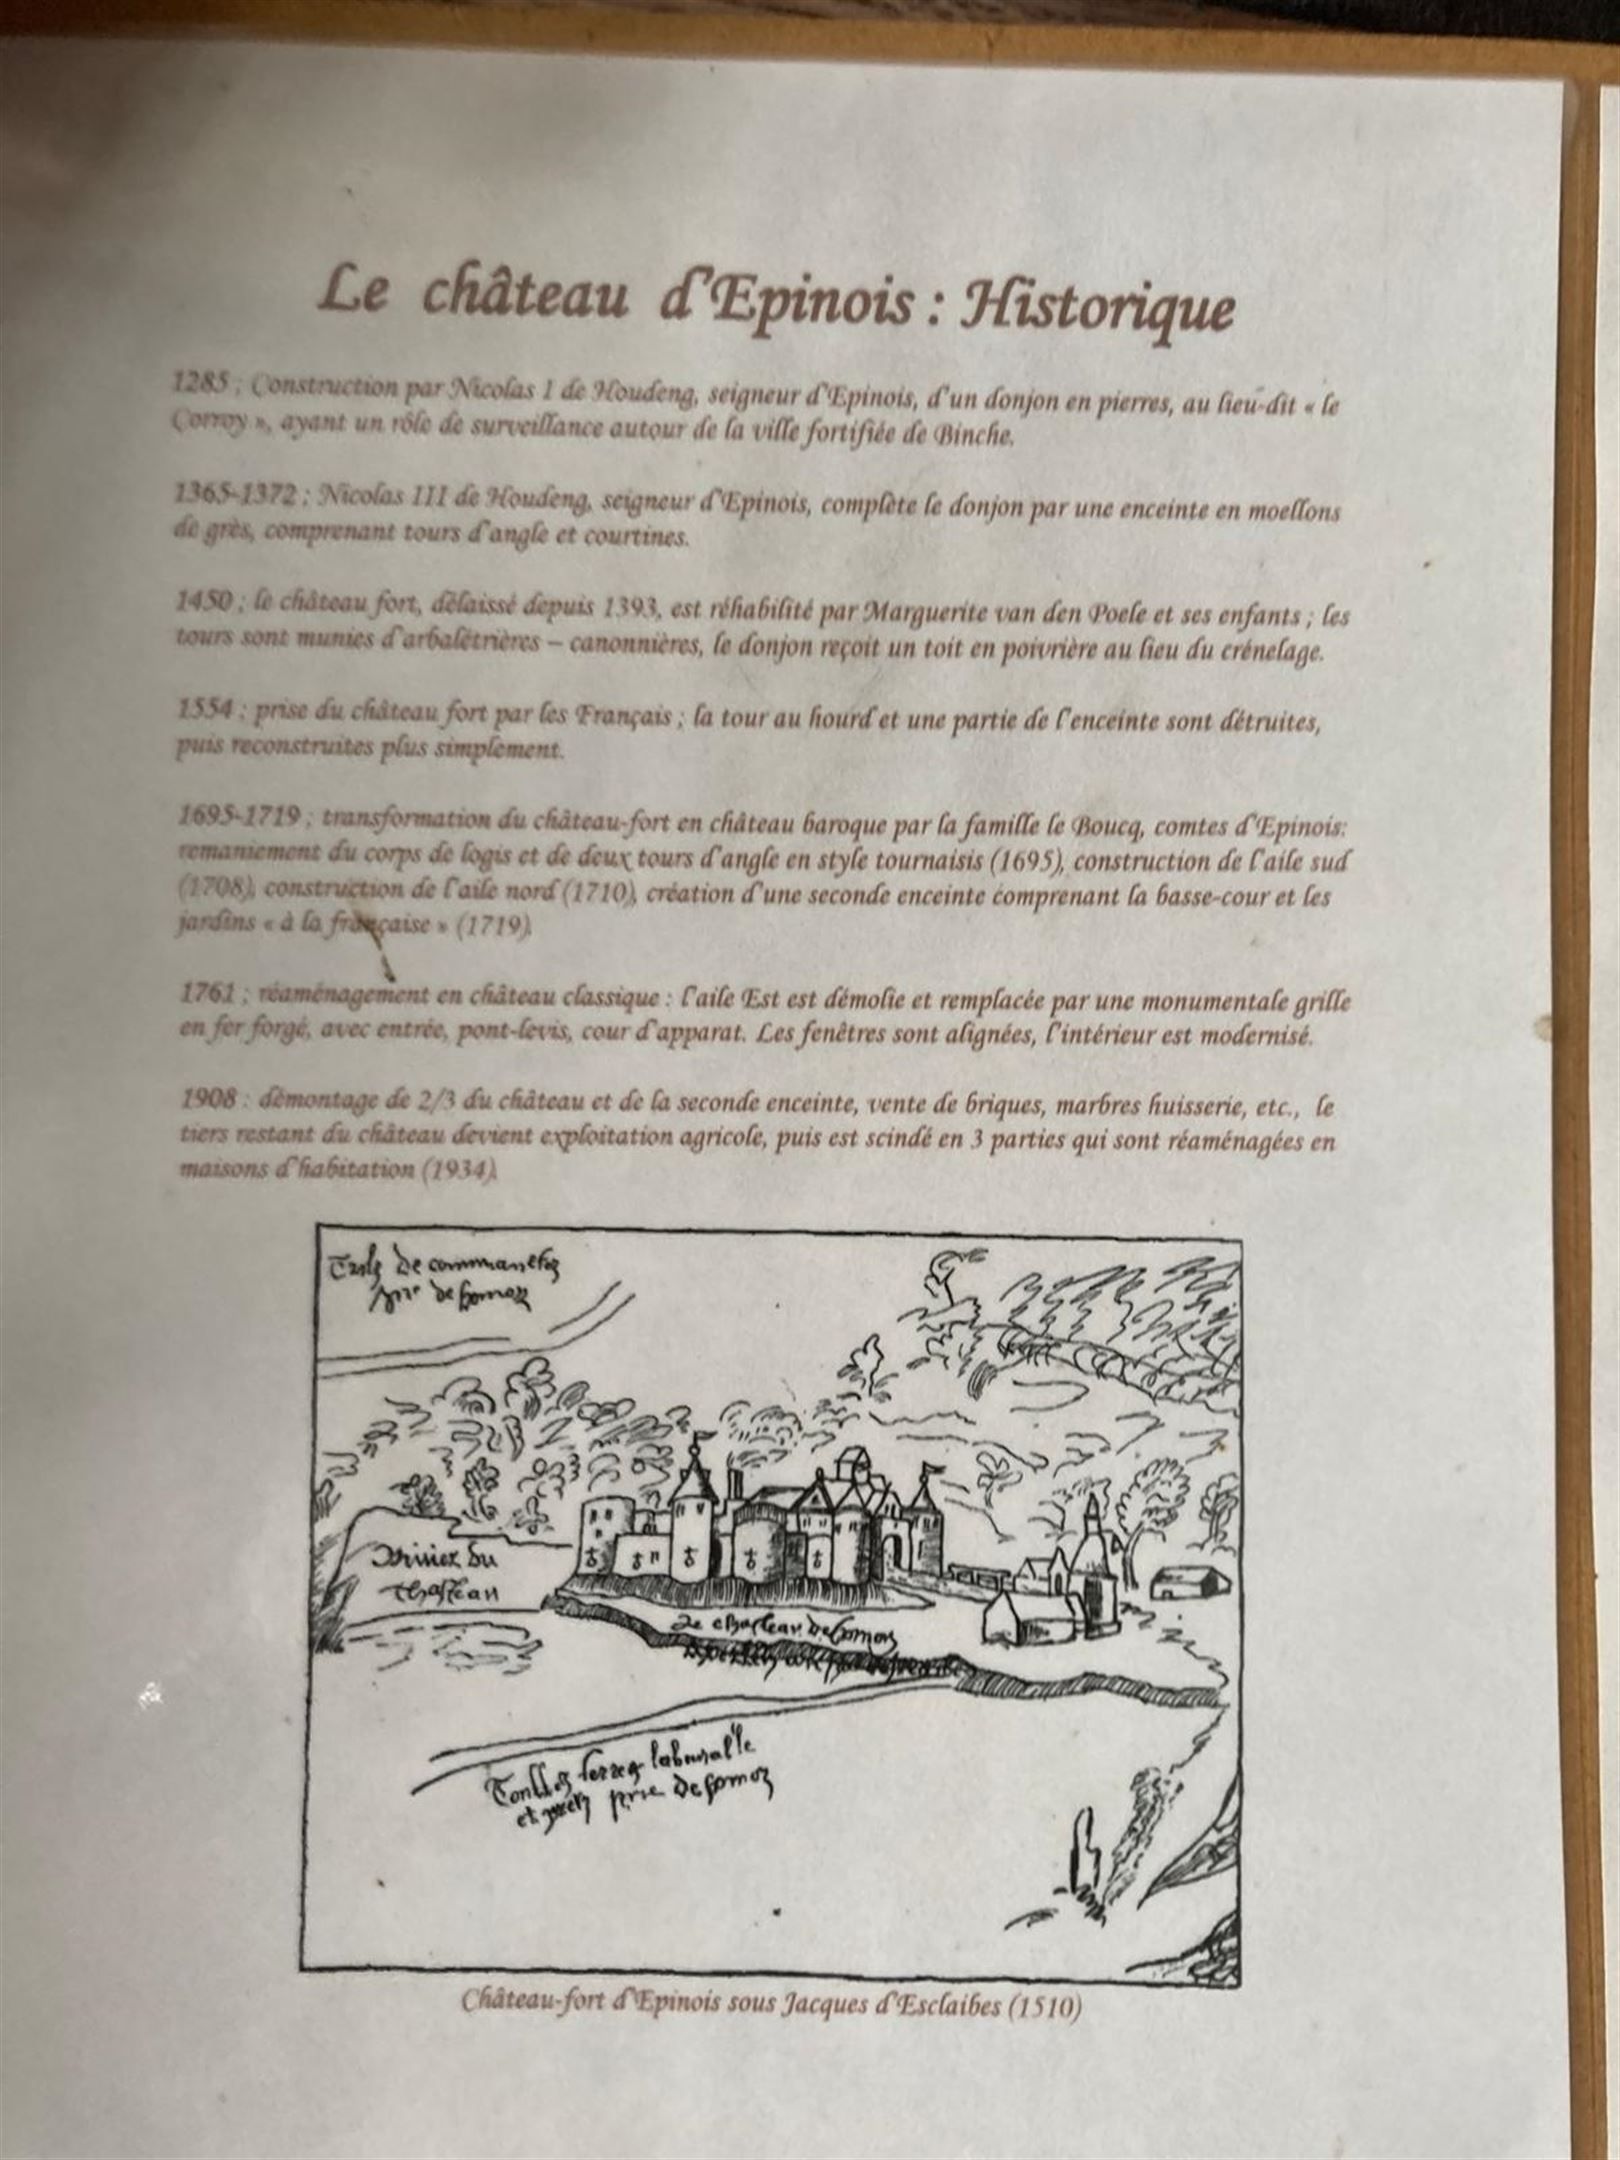 Le château d'Epinois : Historique
1285 : Construction par Nicolas I de Houdeng, seigneur d'Epinois, d'un donjon en pierres, au lieu-dit « le
Corroy », ayant un rôle de surveillance autour de la ville fortifiée de Binche.
1365-1372 : Nicolas III de Houdeng, seigneur d'Epinois, complète le donjon par une enceinte en moellons
de grès, comprenant tours d'angle et courtines.
1450 : le château fort, délaissé depuis 1393, est réhabilité par Marguerite van den Poele et ses enfants ; les
tours sont munies d'arbalétrières – canonnières, le donjon reçoit un toit en poivrière au lieu du crénelage.
1554 : prise du château fort par les Français ; la tour au hourd et une partie de l'enceinte sont détruites,
puis reconstruites plus simplement.
1695-1719 : transformation du château-fort en château baroque par la famille le Boucq, comtes d'Epinois:
remaniement du corps de logis et de deux tours d'angle en style tournaisis (1695), construction de l'aile sud
(1708), construction de l'aile nord (1710), création d'une seconde enceinte comprenant la basse-cour et les
jardins « à la française » (1719).
1761 : réaménagement en château classique : l'aile Est est démolie et remplacée par une monumentale grille
en fer forgé, avec entrée, pont-levis, cour d'apparat. Les fenêtres sont alignées, l'intérieur est modernisé.
1908 : démontage de 2/3 du château et de la seconde enceinte, vente de briques, marbres huisserie, etc., le
tiers restant du château devient exploitation agricole, puis est scindé en 3 parties qui sont réaménagées en
maisons d'habitation (1934).
de
de
du
de
terres labourable
et prie de
Château-fort d'Epinois sous Jacques d'Esclaibes (1510)